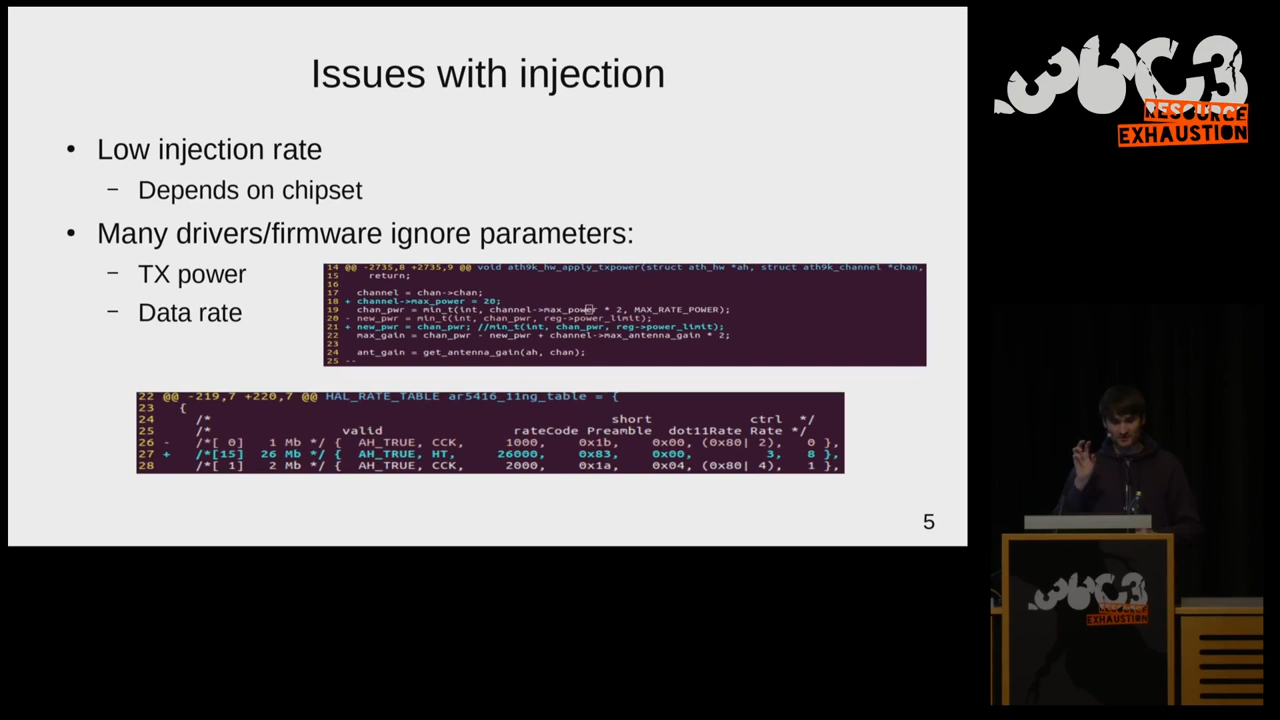 Issues with injection
• Low injection rate
– Depends on chipset
• Many drivers/firmware ignore parameters:
– TX power
– Data rate
14 @@ -2735,8 +2735,9 @@ void ath9k_hw_apply_txpower(struct ath_hw *ah, struct ath9k_channel *chan,
15     return;
16
17   channel = chan->chan;
18 + channel->max_power = 20;
19   chan_pwr = min_t(int, channel->max_power * 2, MAX_RATE_POWER);
20 - new_pwr = min_t(int, chan_pwr, reg->power_limit);
21 + new_pwr = chan_pwr; //min_t(int, chan_pwr, reg->power_limit);
22   max_gain = chan_pwr - new_pwr + channel->max_antenna_gain * 2;
23
24   ant_gain = get_antenna_gain(ah, chan);
25 --
22 @@ -219,7 +220,7 @@ HAL_RATE_TABLE ar5416_11ng_table = {
23   {
24     /* short ctrl */
25     /* valid rateCode Preamble dot11Rate Rate */
26 -   /*[ 0] 1 Mb */ { AH_TRUE, CCK, 1000, 0x1b, 0x00, (0x80| 2), 0 },
27 +   /*[15] 26 Mb */ { AH_TRUE, HT, 26000, 0x83, 0x00, 3, 8 },
28     /*[ 1] 2 Mb */ { AH_TRUE, CCK, 2000, 0x1a, 0x04, (0x80| 4), 1 },
5
36C3
RESOURCE
EXHAUSTION
36C3
RESOURCE
EXHAUSTION